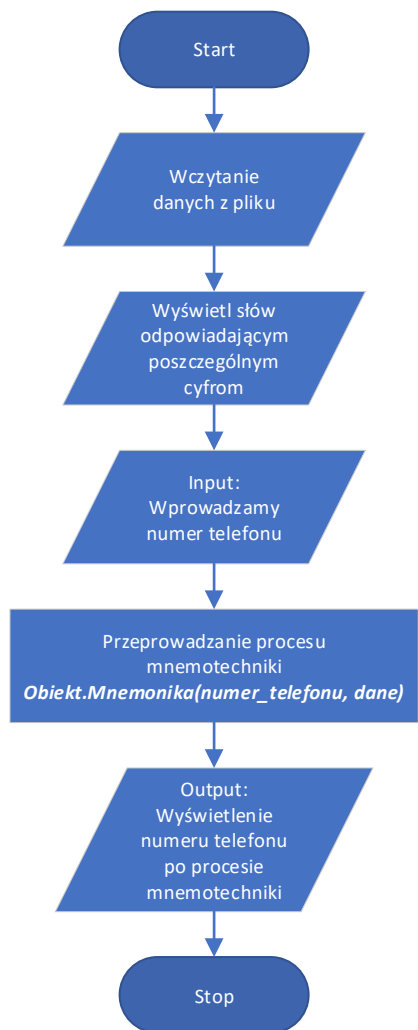 Start
Wczytanie
danych z pliku
Wyświetl słów
odpowiadającym
poszczególnym
cyfrom
Input:
Wprowadzamy
numer telefonu
Przeprowadzanie procesu
mnemotechniki
Obiekt.Mnemonika(numer_telefonu, dane)
Output:
Wyświetlenie
numeru telefonu
po procesie
mnemotechniki
Stop